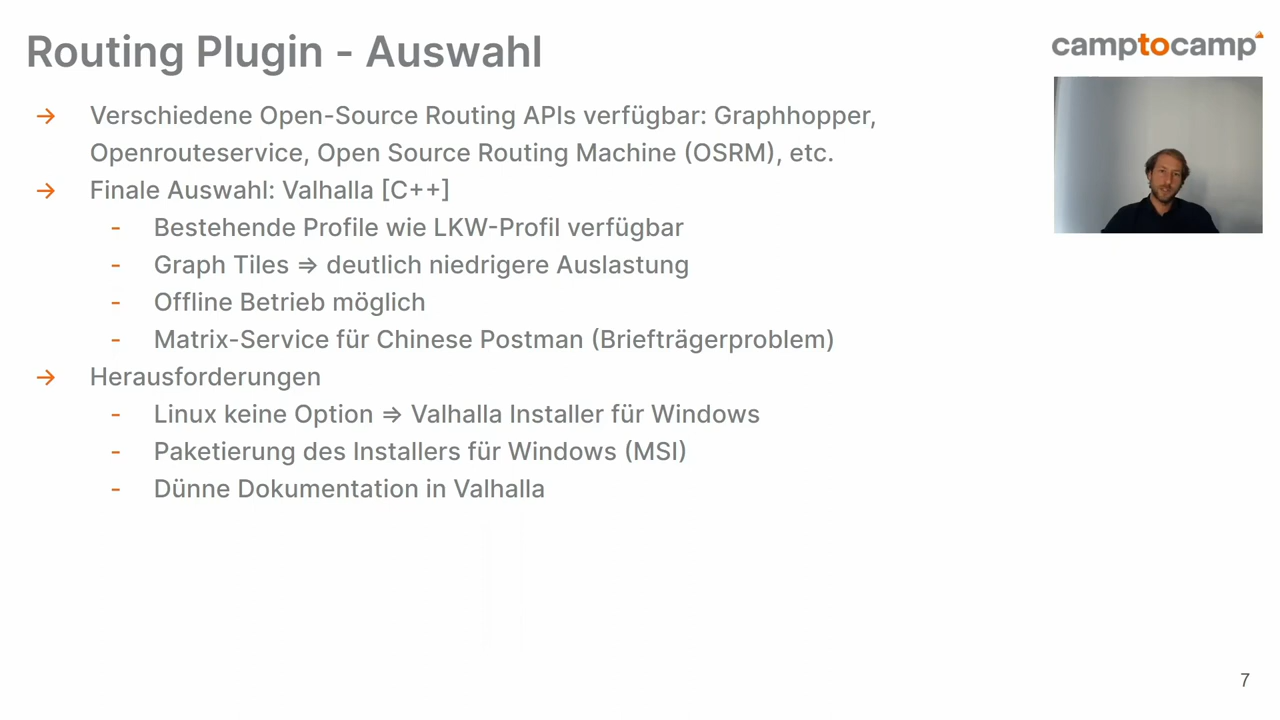 Routing Plugin - Auswahl
camptocamp
→ Verschiedene Open-Source Routing APIs verfügbar: Graphhopper,
Openrouteservice, Open Source Routing Machine (OSRM), etc.
→ Finale Auswahl: Valhalla [C++]
- Bestehende Profile wie LKW-Profil verfügbar
- Graph Tiles ⇒ deutlich niedrigere Auslastung
- Offline Betrieb möglich
- Matrix-Service für Chinese Postman (Briefträgerproblem)
→ Herausforderungen
- Linux keine Option ⇒ Valhalla Installer für Windows
- Paketierung des Installers für Windows (MSI)
- Dünne Dokumentation in Valhalla
7